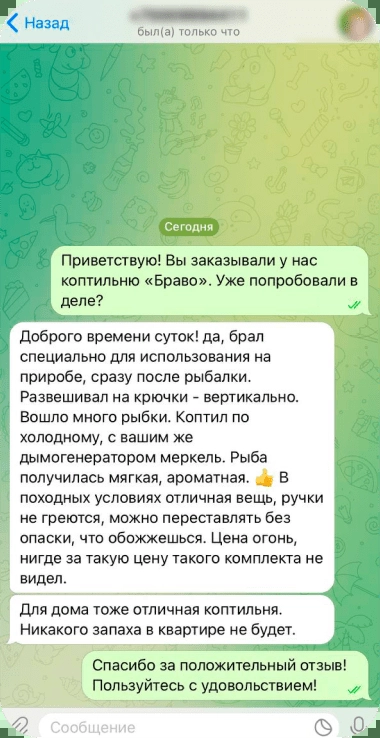 Назад
был(а) только что
Сегодня
Приветствую! Вы заказывали у нас
коптильню «Браво». Уже попробовали в
деле?
Доброго времени суток! да, брал
специально для использования на
приробе, сразу после рыбалки.
Развешивал на крючки - вертикально.
Вошло много рыбки. Коптил по
холодному, с вашим же
дымогенератором меркель. Рыба
получилась мягкая, ароматная. 👍 В
походных условиях отличная вещь, ручки
не греются, можно переставлять без
опаски, что обожжешься. Цена огонь,
нигде за такую цену такого комплекта не
видел.
Для дома тоже отличная коптильня.
Никакого запаха в квартире не будет.
Спасибо за положительный отзыв!
Пользуйтесь с удовольствием!
Сообщение